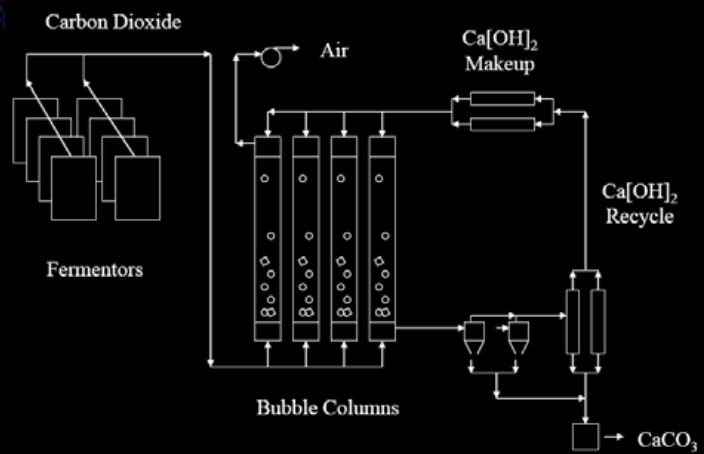 Carbon Dioxide
Air
Ca[OH]₂
Makeup
Ca[OH]₂
Recycle
Fermentors
Bubble Columns
CaCO₃